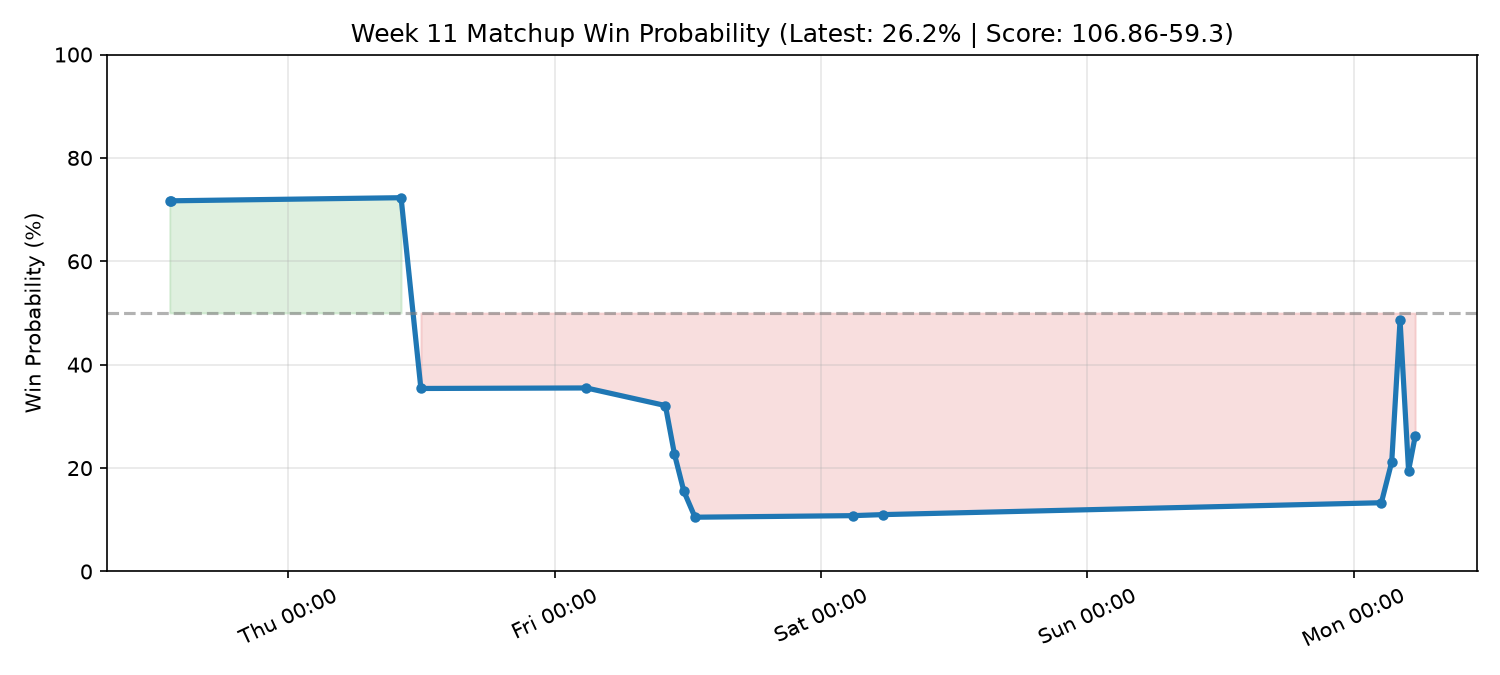 Week 11 Matchup Win Probability (Latest: 26.2% | Score: 106.86-59.3)
Win Probability (%)
100
80
60
40
20
0
Thu 00:00
Fri 00:00
Sat 00:00
Sun 00:00
Mon 00:00